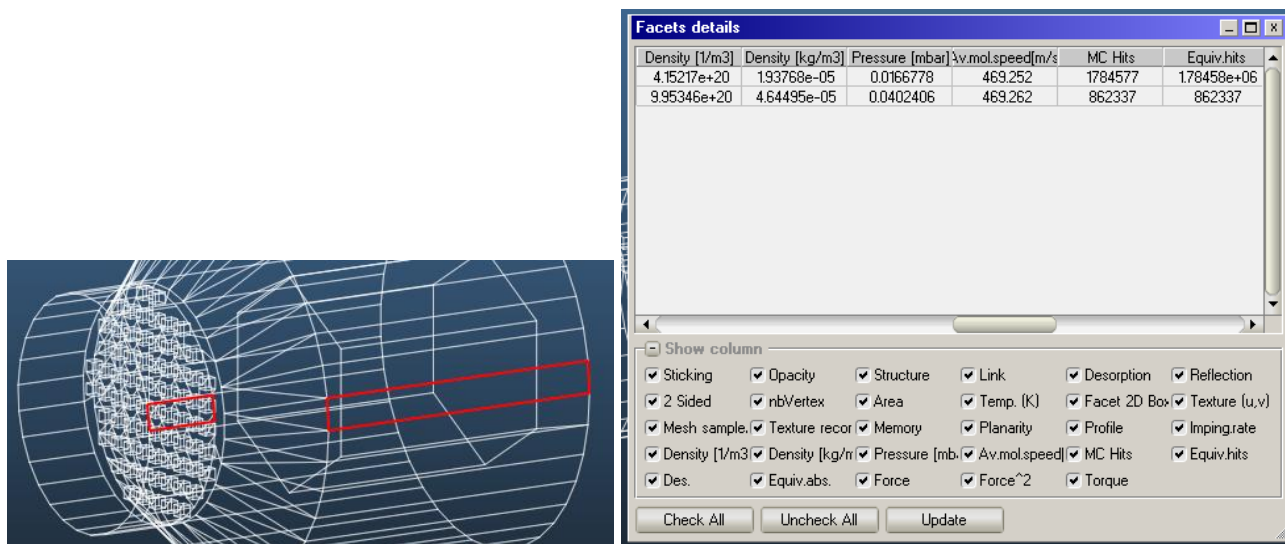 Facets details
Density [1/m3] Density [kg/m3] Pressure [mbar] \v.mol.speed[m/s MC Hits Equiv.hits
4.15217e+20 1.93768e-05 0.0166778 469.252 1784577 1.78458e+06
9.95346e+20 4.64495e-05 0.0402406 469.262 862337 862337
Show column
Sticking Opacity Structure Link Desorption Reflection
2 Sided nbVertex Area Temp. (K) Facet 2D Box Texture (u,v)
Mesh sample. Texture recor Memory Planarity Profile Imping.rate
Density [1/m3 Density [kg/m Pressure [mb. Av.mol.speed[ MC Hits Equiv.hits
Des. Equiv.abs. Force Force^2 Torque
Check All Uncheck All Update